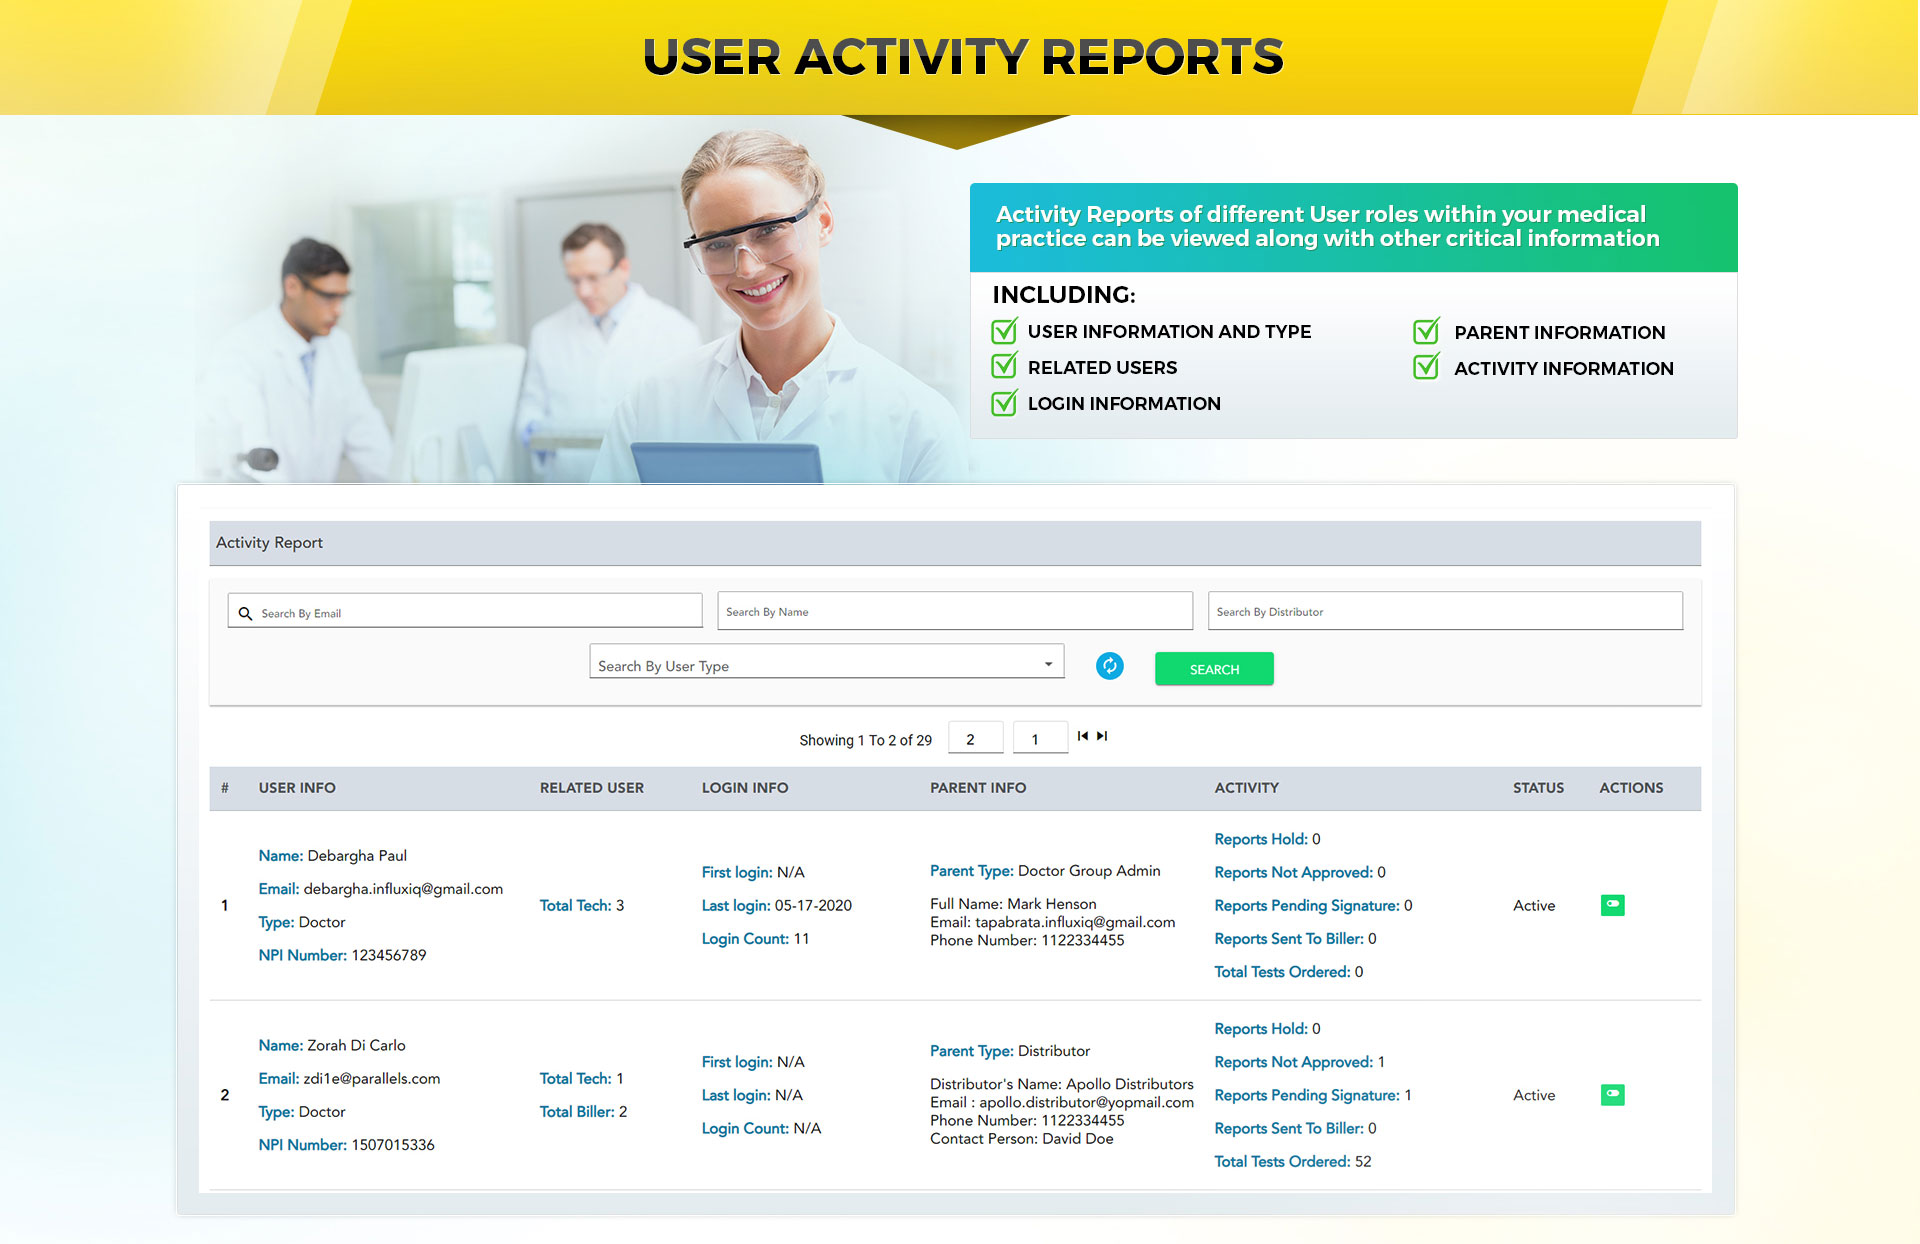 USER ACTIVITY REPORTS
Activity Reports of different User roles within your medical
practice can be viewed along with other critical information
INCLUDING:
USER INFORMATION AND TYPE
PARENT INFORMATION
RELATED USERS
ACTIVITY INFORMATION
LOGIN INFORMATION
Activity Report
Search By Email
Search By Name
Search By Distributor
Search By User Type
SEARCH
Showing 1 To 2 of 29
2
1
# USER INFO RELATED USER LOGIN INFO PARENT INFO ACTIVITY STATUS ACTIONS
1
Name: Debargha Paul
Email: debargha.influxiq@gmail.com
Type: Doctor
NPI Number: 123456789
Total Tech: 3
First login: N/A
Last login: 05-17-2020
Login Count: 11
Parent Type: Doctor Group Admin
Full Name: Mark Henson
Email: tapabrata.influxiq@gmail.com
Phone Number: 1122334455
Reports Hold: 0
Reports Not Approved: 0
Reports Pending Signature: 0
Reports Sent To Biller: 0
Total Tests Ordered: 0
Active
2
Name: Zorah Di Carlo
Email: zdi1e@parallels.com
Type: Doctor
NPI Number: 1507015336
Total Tech: 1
Total Biller: 2
First login: N/A
Last login: N/A
Login Count: N/A
Parent Type: Distributor
Distributor's Name: Apollo Distributors
Email : apollo.distributor@yopmail.com
Phone Number: 1122334455
Contact Person: David Doe
Reports Hold: 0
Reports Not Approved: 1
Reports Pending Signature: 1
Reports Sent To Biller: 0
Total Tests Ordered: 52
Active